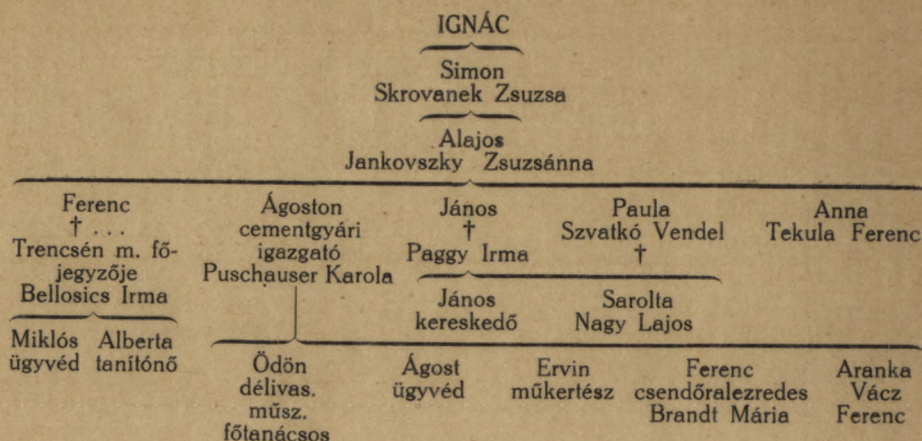 IGNÁC
Simon
Skrovanek Zsuzsa
Alajos
Jankovszky Zsuzsánna
Ferenc
† ...
Trencsén m. fő-
jegyzője
Bellosics Irma
Ágoston
cementgyári
igazgató
Puschauser Karola
János
†
Paggy Irma
Paula
Szvatkó Vendel
†
Anna
Tekula Ferenc
Miklós
ügyvéd
Alberta
tanítónő
János
kereskedő
Sarolta
Nagy Lajos
Ödön
délivas.
műsz.
főtanácsos
Ágost
ügyvéd
Ervin
műkertész
Ferenc
csendőralezredes
Brandt Mária
Aranka
Vácz
Ferenc